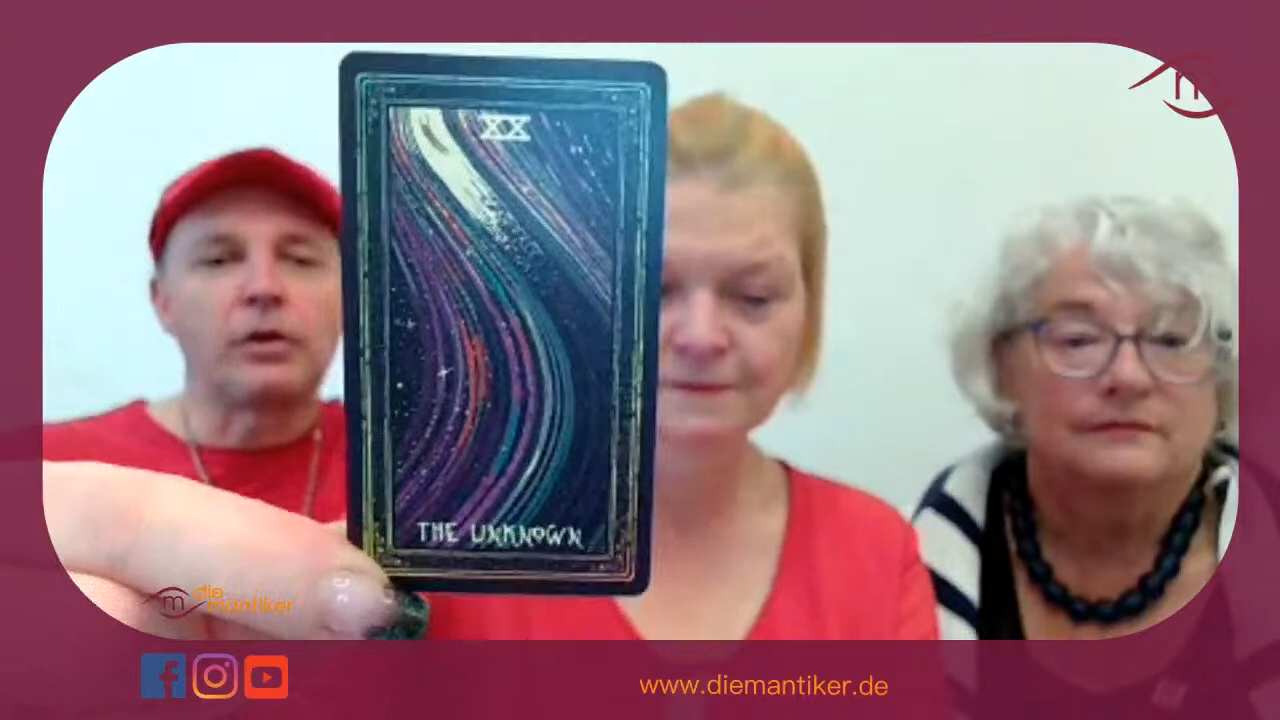 XX
THE UNKNOWN
m
die
mantiker
m
www.diemantiker.de